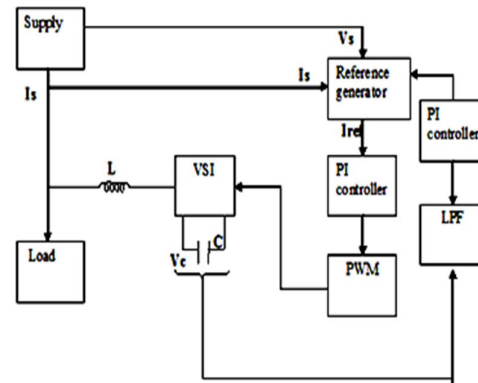 Supply
Vs
Is
Is
Reference
generator
Iref
PI
controller
L
VSI
PI
controller
LPF
Load
C
Vc
PWM